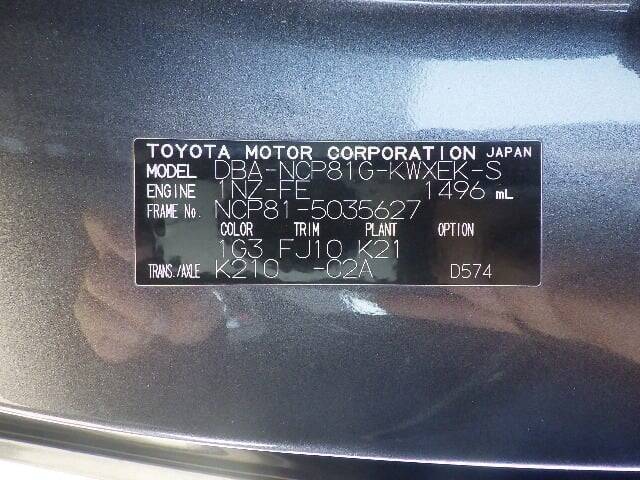 TOYOTA MOTOR CORPORATION JAPAN
MODEL DBA-NCP81G-KWXEK-S
ENGINE 1NZ-FE 1496 mL
FRAME No. NCP81-5035627
COLOR TRIM PLANT OPTION
1G3 FJ10 K21
TRANS./AXLE K210 -C2A D574